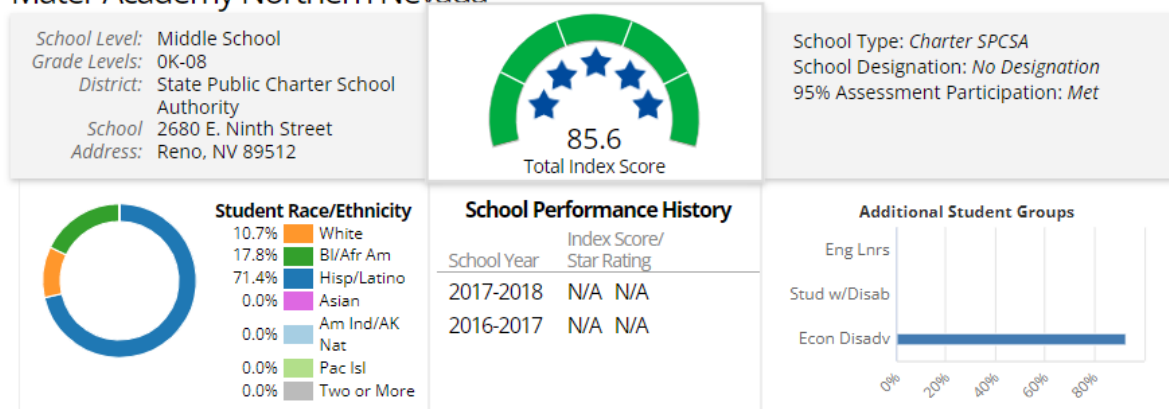 Mater Academy Northern Nevada
School Level: Middle School
Grade Levels: 0K-08
District: State Public Charter School
Authority
School 2680 E. Ninth Street
Address: Reno, NV 89512
85.6
Total Index Score
School Type: Charter SPCSA
School Designation: No Designation
95% Assessment Participation: Met
Student Race/Ethnicity
10.7% White
17.8% Bl/Afr Am
71.4% Hisp/Latino
0.0% Asian
0.0% Am Ind/AK
Nat
0.0% Pac Isl
0.0% Two or More
School Performance History
Index Score/
School Year Star Rating
2017-2018 N/A N/A
2016-2017 N/A N/A
Additional Student Groups
Eng Lnrs
Stud w/Disab
Econ Disadv
0% 20% 40% 60% 80%